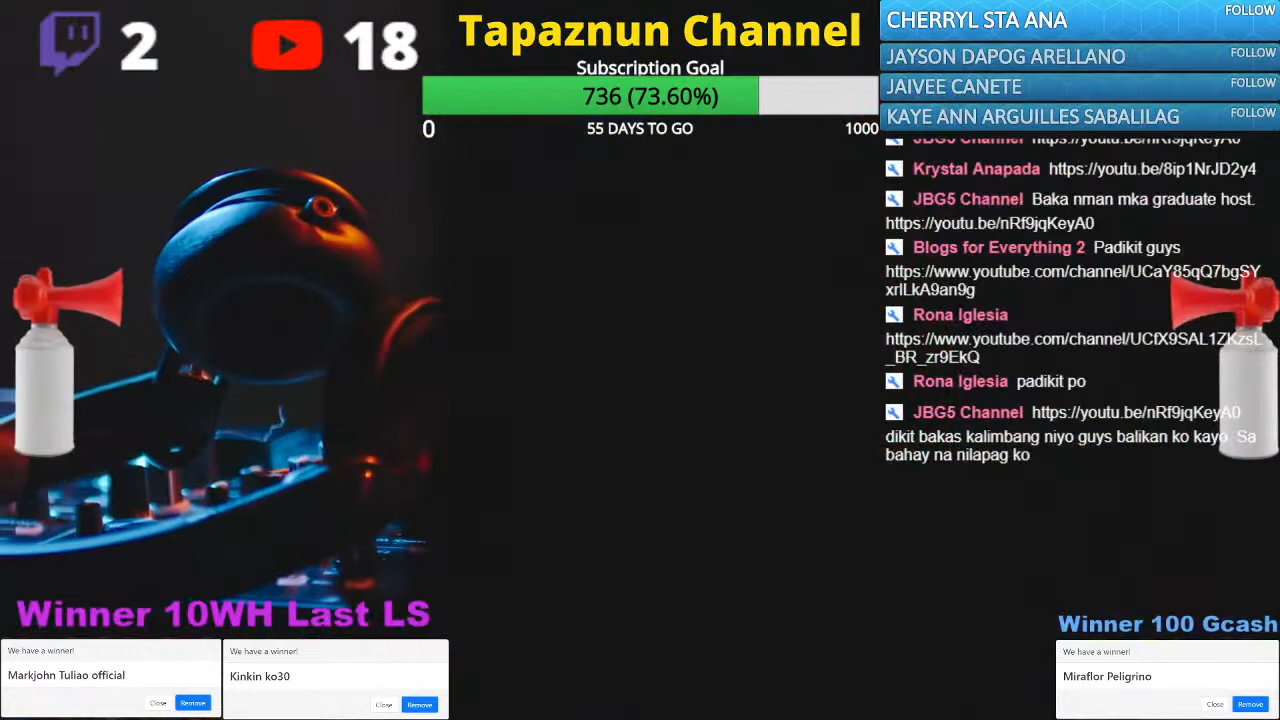 2
18
Tapaznun Channel
Subscription Goal
736 (73.60%)
0
55 DAYS TO GO
1000
CHERRYL STA ANA
FOLLOW
JAYSON DAPOG ARELLANO
FOLLOW
JAIVEE CANETE
FOLLOW
KAYE ANN ARGUILLES SABALILAG
FOLLOW
JBG5 Channel https://youtu.be/nRf9jqKeyA0
Krystal Anapada https://youtu.be/8ip1NrJD2y4
JBG5 Channel Baka nman mka graduate host.
https://youtu.be/nRf9jqKeyA0
Blogs for Everything 2 Padikit guys
https://www.youtube.com/channel/UCaY85qQ7bgSY
xrlLkA9an9g
Rona Iglesia
https://www.youtube.com/channel/UCfX9SAL1ZKzsL
_BR_zr9EkQ
Rona Iglesia padikit po
JBG5 Channel https://youtu.be/nRf9jqKeyA0
dikit bakas kalimbang niyo guys balikan ko kayo. Sa
bahay na nilapag ko
Winner 10WH Last LS
We have a winner!
Markjohn Tuliao official
Close
Remove
We have a winner!
Kinkin ko30
Close
Remove
Winner 100 Gcash
We have a winner!
Miraflor Peligrino
Close
Remove